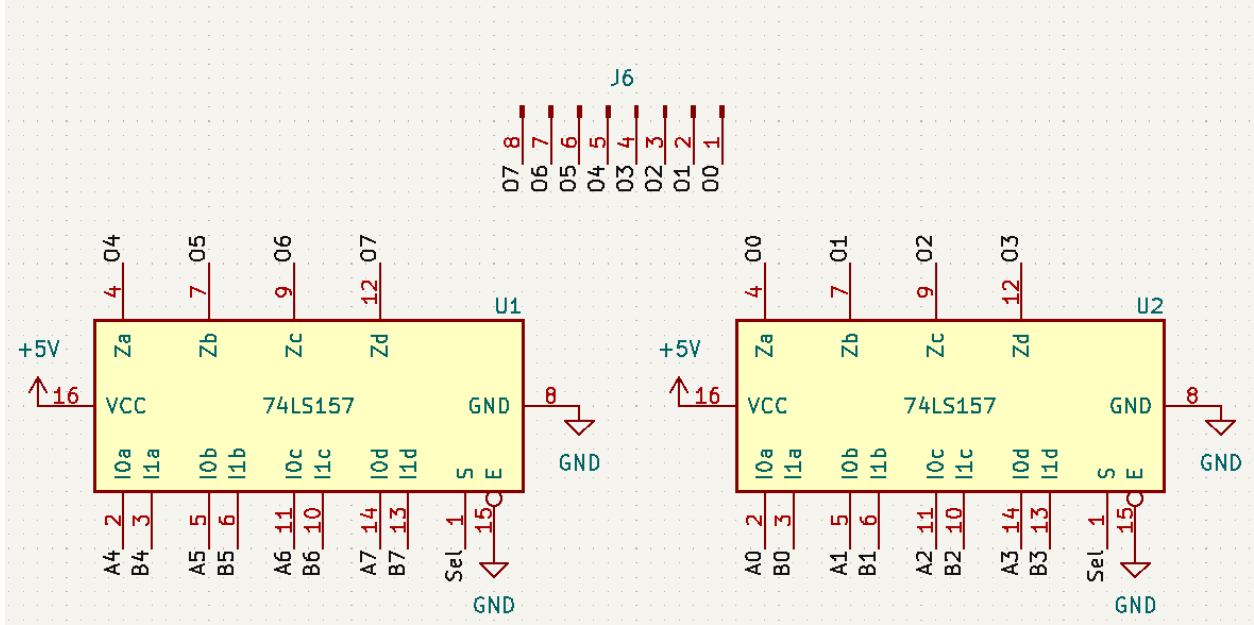 J6
8 7 6 5 4 3 2 1
O7 O6 O5 O4 O3 O2 O1 O0
O4 O5 O6 O7
4 7 9 12
U1
Za Zb Zc Zd
+5V
16 VCC 74LS157 GND 8
GND
I0a I1a I0b I1b I0c I1c I0d I1d S E
2 3 5 6 11 10 14 13 1 15
A4 B4 A5 B5 A6 B6 A7 B7 Sel
GND
O0 O1 O2 O3
4 7 9 12
U2
Za Zb Zc Zd
+5V
16 VCC 74LS157 GND 8
GND
I0a I1a I0b I1b I0c I1c I0d I1d S E
2 3 5 6 11 10 14 13 1 15
A0 B0 A1 B1 A2 B2 A3 B3 Sel
GND